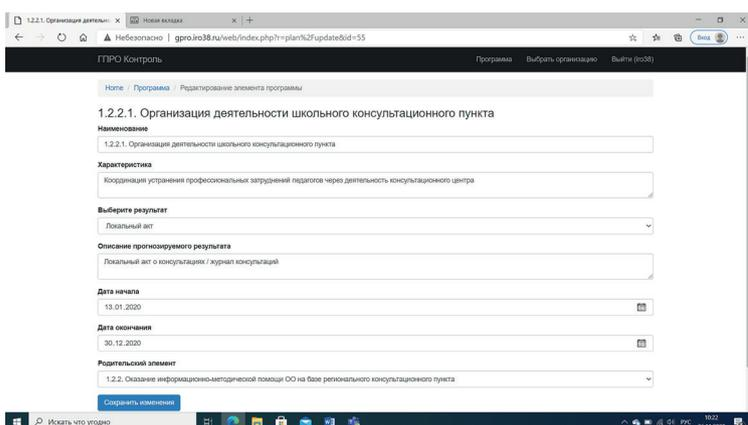 1.2.2.1. Организация деятельн
Новая вкладка
Небезопасно | gpro.iro38.ru/web/index.php?r=plan%2Fupdate&id=55
Вход
ГПРО Контроль Программа Выбрать организацию Выйти (iro38)
Home / Программа / Редактирование элемента программы
1.2.2.1. Организация деятельности школьного консультационного пункта
Наименование
1.2.2.1. Организация деятельности школьного консультационного пункта
Характеристика
Координация устранения профессиональных затруднений педагогов через деятельность консультационного центра
Выберите результат
Локальный акт
Описание прогнозируемого результата
Локальный акт о консультациях / журнал консультаций
Дата начала
13.01.2020
Дата окончания
30.12.2020
Родительский элемент
1.2.2. Оказание информационно-методической помощи ОО на базе регионального консультационного пункта
Сохранить изменения
Искать что угодно
РУС
10:22